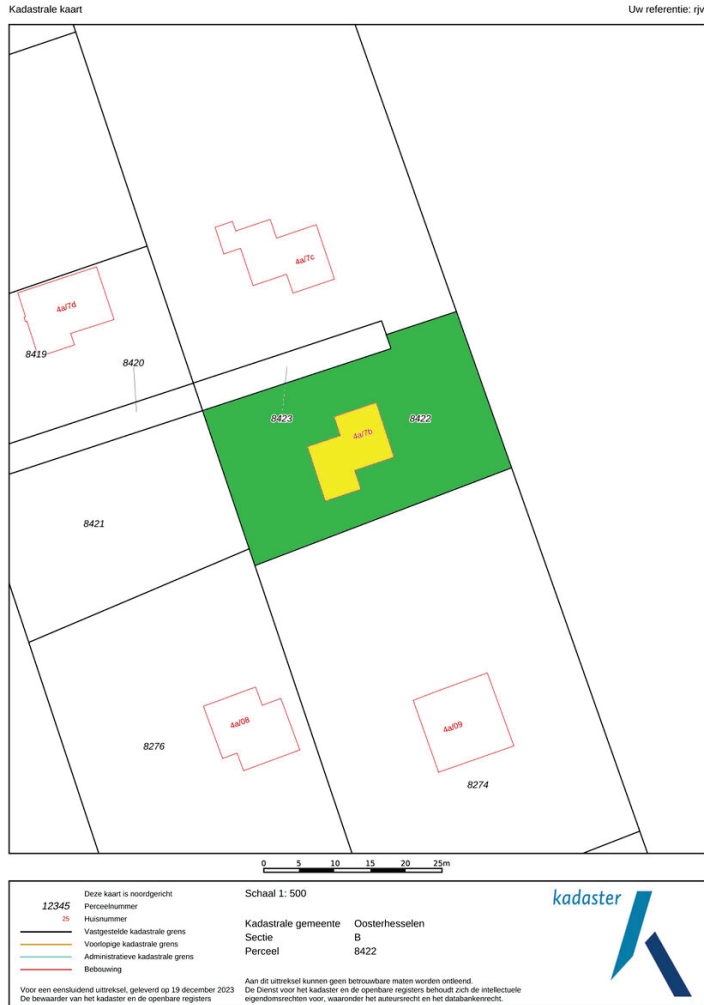 Kadastrale kaart
Uw referentie: rjv
4a/7c
4a/7d
8419
8420
8423
8422
4a/7b
8421
4a/08
4a/09
8276
8274
0 5 10 15 20 25m
Deze kaart is noordgericht
12345 Perceelnummer
25 Huisnummer
Vastgestelde kadastrale grens
Voorlopige kadastrale grens
Administratieve kadastrale grens
Bebouwing
Voor een eensluidend uittreksel, geleverd op 19 december 2023
De bewaarder van het kadaster en de openbare registers
Schaal 1: 500
Kadastrale gemeente Oosterhesselen
Sectie B
Perceel 8422
Aan dit uittreksel kunnen geen betrouwbare maten worden ontleend.
De Dienst voor het kadaster en de openbare registers behoudt zich de intellectuele
eigendomsrechten voor, waaronder het auteursrecht en het databankenrecht.
kadaster